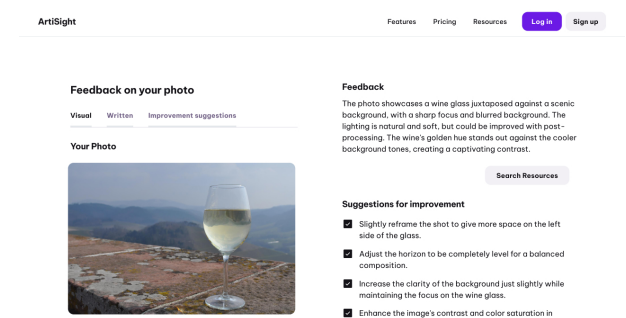 ArtiSight
Features
Pricing
Resources
Log in
Sign up
Feedback on your photo
Visual
Written
Improvement suggestions
Your Photo
Feedback
The photo showcases a wine glass juxtaposed against a scenic
background, with a sharp focus and blurred background. The
lighting is natural and soft, but could be improved with post-
processing. The wine's golden hue stands out against the cooler
background tones, creating a captivating contrast.
Search Resources
Suggestions for improvement
Slightly reframe the shot to give more space on the left
side of the glass.
Adjust the horizon to be completely level for a balanced
composition.
Increase the clarity of the background just slightly while
maintaining the focus on the wine glass.
Enhance the image's contrast and color saturation in